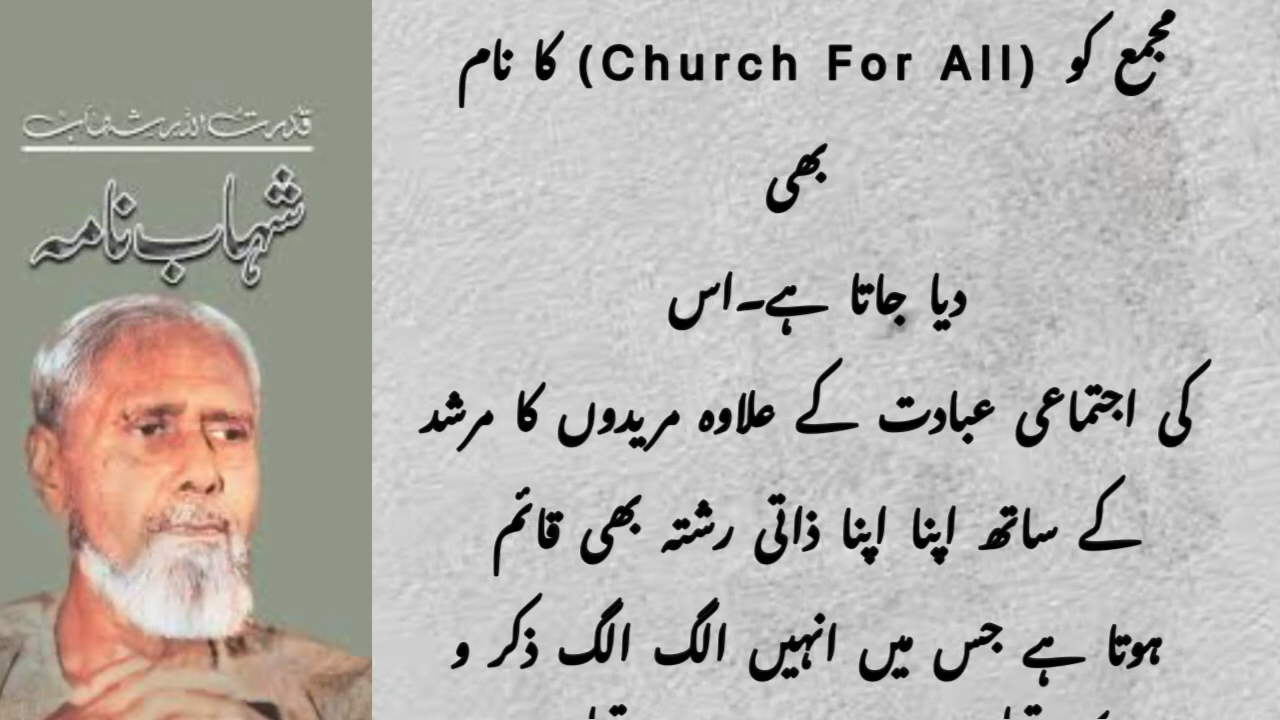 قدرت اللہ شہاب
شہاب نامہ
مجمع کو (Church For All) کا نام
بھی
دیا جاتا ہے۔اس
کی اجتماعی عبادت کے علاوہ مریدوں کا مرشد
کے ساتھ اپنا اپنا ذاتی رشتہ بھی قائم
ہوتا ہے جس میں انہیں الگ الگ ذکر و